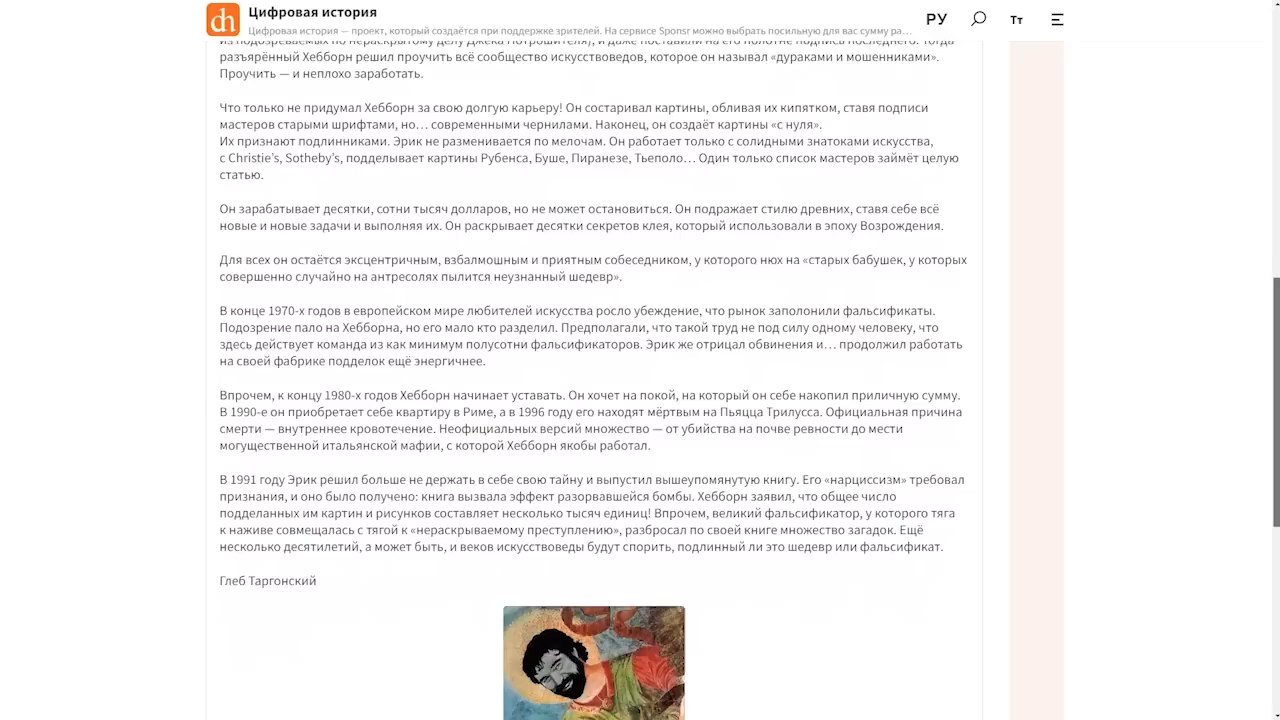 Цифровая история
Цифровая история — проект, который создаётся при поддержке зрителей. На сервисе Sponsr можно выбрать посильную для вас сумму ра…
РУ
Тт
из подозреваемых по нераскрытому делу Джека Потрошителя), и даже поставили на его полотне подпись последнего. Тогда
разъярённый Хебборн решил проучить всё сообщество искусствоведов, которое он называл «дураками и мошенниками».
Проучить — и неплохо заработать.
Что только не придумал Хебборн за свою долгую карьеру! Он состаривал картины, обливая их кипятком, ставя подписи
мастеров старыми шрифтами, но… современными чернилами. Наконец, он создаёт картины «с нуля».
Их признают подлинниками. Эрик не разменивается по мелочам. Он работает только с солидными знатоками искусства,
с Christie’s, Sotheby’s, подделывает картины Рубенса, Буше, Пиранезе, Тьеполо… Один только список мастеров займёт целую
статью.
Он зарабатывает десятки, сотни тысяч долларов, но не может остановиться. Он подражает стилю древних, ставя себе всё
новые и новые задачи и выполняя их. Он раскрывает десятки секретов клея, который использовали в эпоху Возрождения.
Для всех он остаётся эксцентричным, взбалмошным и приятным собеседником, у которого нюх на «старых бабушек, у которых
совершенно случайно на антресолях пылится неузнанный шедевр».
В конце 1970-х годов в европейском мире любителей искусства росло убеждение, что рынок заполонили фальсификаты.
Подозрение пало на Хебборна, но его мало кто разделил. Предполагали, что такой труд не под силу одному человеку, что
здесь действует команда из как минимум полусотни фальсификаторов. Эрик же отрицал обвинения и… продолжил работать
на своей фабрике подделок ещё энергичнее.
Впрочем, к концу 1980-х годов Хебборн начинает уставать. Он хочет на покой, на который он себе накопил приличную сумму.
В 1990-е он приобретает себе квартиру в Риме, а в 1996 году его находят мёртвым на Пьяцца Трилусса. Официальная причина
смерти — внутреннее кровотечение. Неофициальных версий множество — от убийства на почве ревности до мести
могущественной итальянской мафии, с которой Хебборн якобы работал.
В 1991 году Эрик решил больше не держать в себе свою тайну и выпустил вышеупомянутую книгу. Его «нарциссизм» требовал
признания, и оно было получено: книга вызвала эффект разорвавшейся бомбы. Хебборн заявил, что общее число
подделанных им картин и рисунков составляет несколько тысяч единиц! Впрочем, великий фальсификатор, у которого тяга
к наживе совмещалась с тягой к «нераскрываемому преступлению», разбросал по своей книге множество загадок. Ещё
несколько десятилетий, а может быть, и веков искусствоведы будут спорить, подлинный ли это шедевр или фальсификат.
Глеб Таргонский